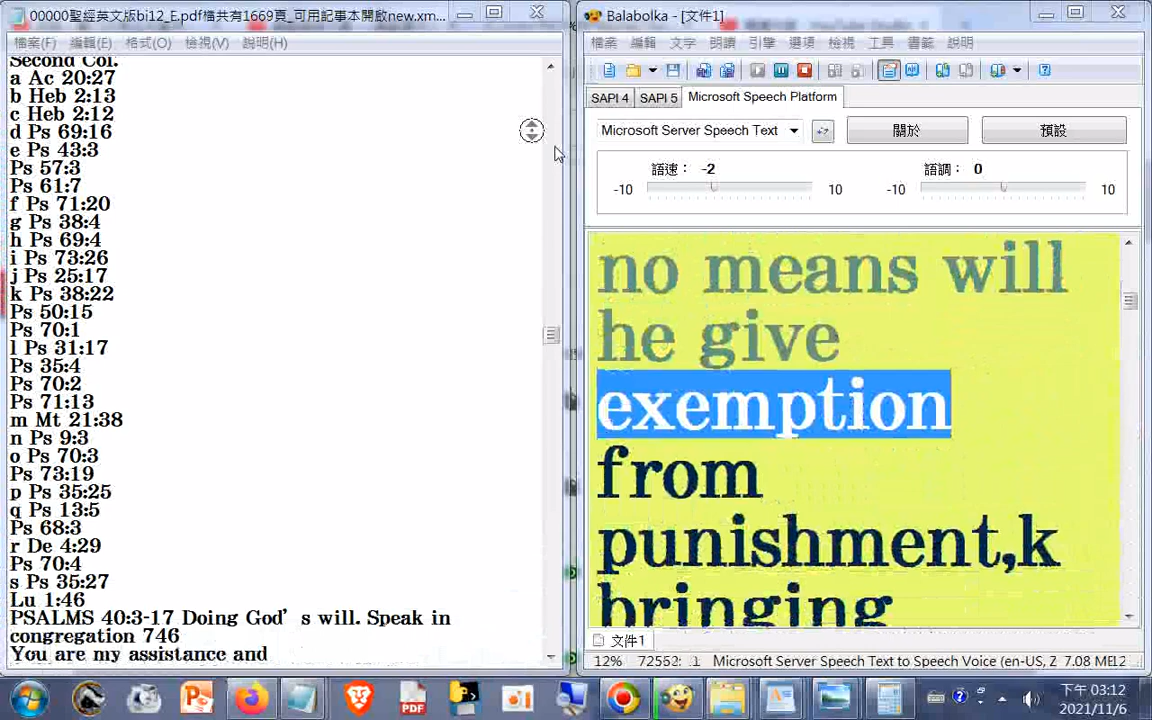 00000聖經英文版bi12_E.pdf檔共有1669頁_可用記事本開啟new.xm...
檔案(F) 編輯(E) 格式(O) 檢視(V) 說明(H)
Second Col.
a Ac 20:27
b Heb 2:13
c Heb 2:12
d Ps 69:16
e Ps 43:3
Ps 57:3
Ps 61:7
f Ps 71:20
g Ps 38:4
h Ps 69:4
i Ps 73:26
j Ps 25:17
k Ps 38:22
Ps 50:15
Ps 70:1
l Ps 31:17
Ps 35:4
Ps 70:2
Ps 71:13
m Mt 21:38
n Ps 9:3
o Ps 70:3
Ps 73:19
p Ps 35:25
q Ps 13:5
Ps 68:3
r De 4:29
Ps 70:4
s Ps 35:27
Lu 1:46
PSALMS 40:3-17 Doing God’s will. Speak in
congregation 746
You are my assistance and
Balabolka - [文件1]
檔案 編輯 文字 朗讀 引擎 選項 檢視 工具 書籤 說明
SAPI 4 SAPI 5 Microsoft Speech Platform
Microsoft Server Speech Text 關於 預設
語速： -2 語調： 0
-10 10 -10 10
no means will
he give
exemption
from
punishment,k
bringing
文件1
12% Microsoft Server Speech Text to Speech Voice (en-US, Z 7.08 ME
PDF
下午 03:12
2021/11/6